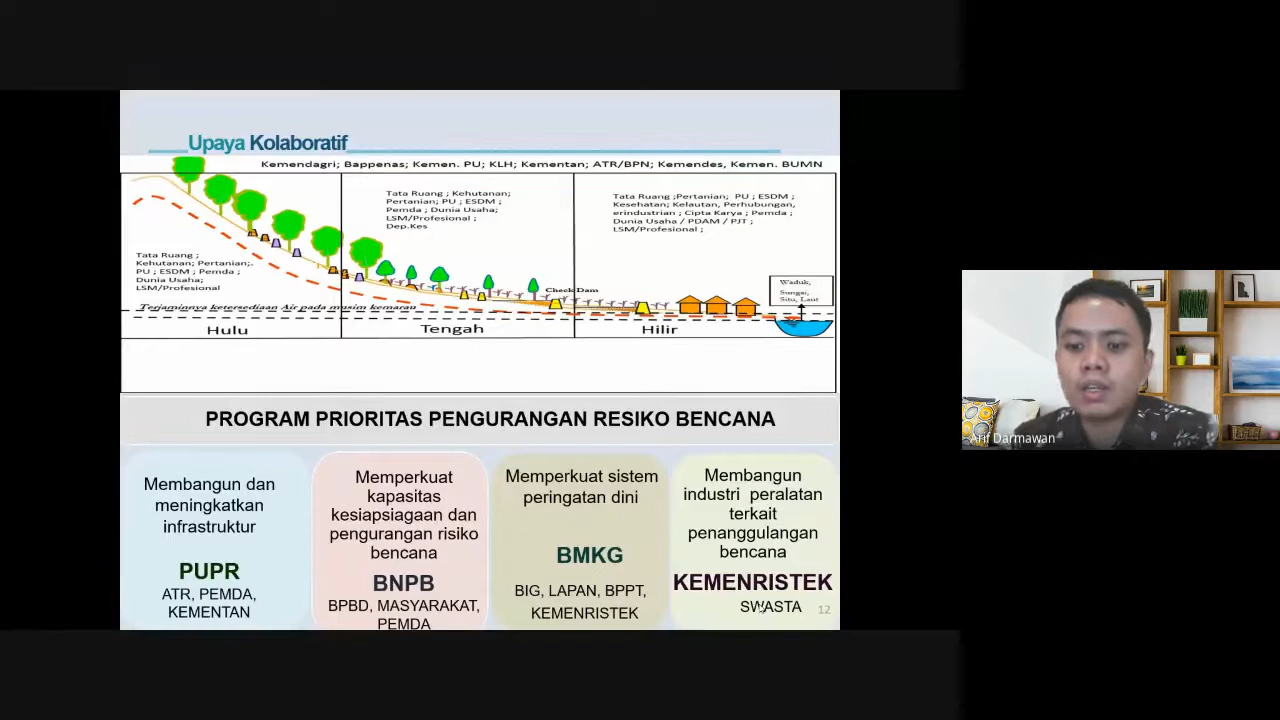 Upaya Kolaboratif
Kemendagri; Bappenas; Kemen. PU; KLH; Kementan; ATR/BPN; Kemendes, Kemen. BUMN
Tata Ruang ;
Kehutanan; Pertanian;.
PU ; ESDM ; Pemda ;
Dunia Usaha;
LSM/Profesional
Terjaminnya ketersediaan Air pada musim kemarau
Hulu
Tata Ruang ; Kehutanan;
Pertanian; PU ; ESDM ;
Pemda ; Dunia Usaha;
LSM/Profesional ;
Dep.Kes
Check Dam
Tengah
Tata Ruang ;Pertanian; PU ; ESDM ;
Kesehatan; Kelautan, Perhubungan,
erindustrian ; Cipta Karya ; Pemda ;
Dunia Usaha / PDAM / PJT ;
LSM/Profesional ;
Waduk,
Sungai,
Situ, Laut
Hilir
PROGRAM PRIORITAS PENGURANGAN RESIKO BENCANA
Membangun dan
meningkatkan
infrastruktur
PUPR
ATR, PEMDA,
KEMENTAN
Memperkuat
kapasitas
kesiapsiagaan dan
pengurangan risiko
bencana
BNPB
BPBD, MASYARAKAT,
PEMDA
Memperkuat sistem
peringatan dini
BMKG
BIG, LAPAN, BPPT,
KEMENRISTEK
Membangun
industri peralatan
terkait
penanggulangan
bencana
KEMENRISTEK
SWASTA
12
Arif Darmawan